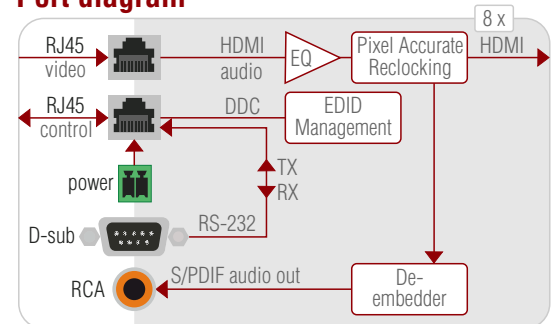 Port diagram
8 x
RJ45
video
HDMI
audio
EQ
Pixel Accurate
Reclocking
HDMI
RJ45
control
DDC
EDID
Management
power
TX
RX
D-sub
RS-232
RCA
S/PDIF audio out
De-
embedder